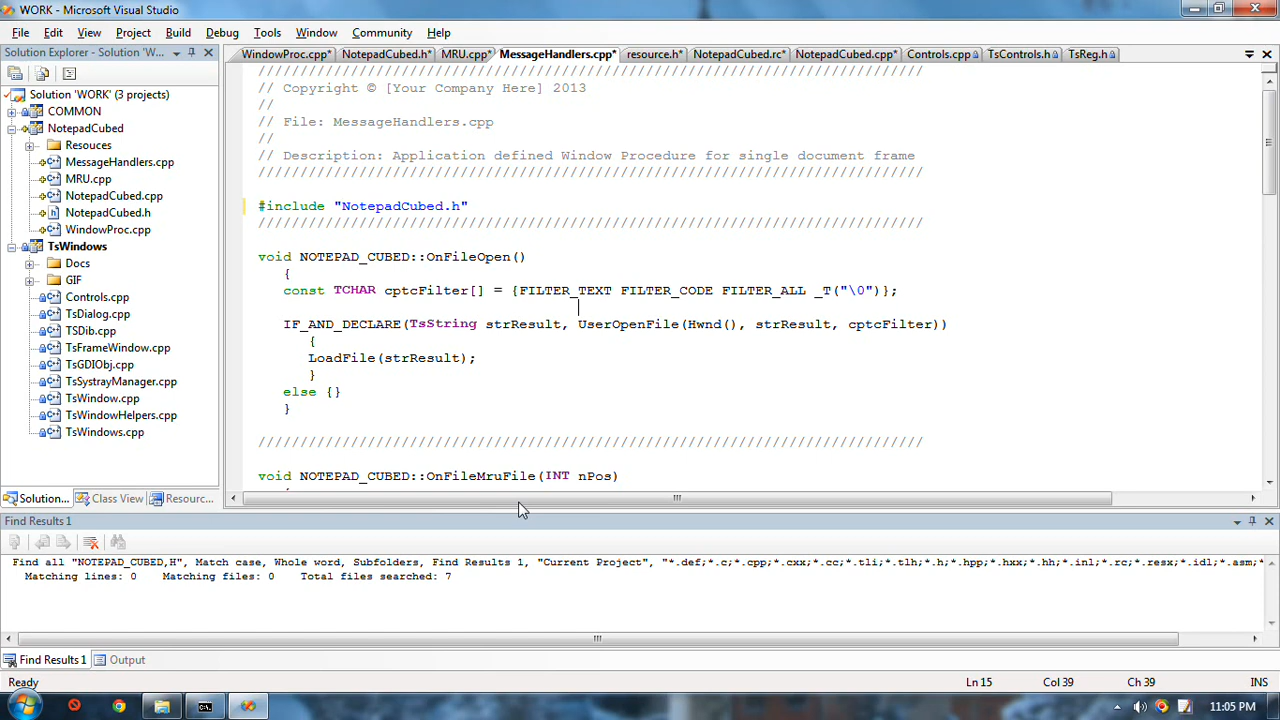 WORK - Microsoft Visual Studio
File Edit View Project Build Debug Tools Window Community Help
Solution Explorer - Solution 'W...
WindowProc.cpp* NotepadCubed.h* MRU.cpp* MessageHandlers.cpp* resource.h* NotepadCubed.rc* NotepadCubed.cpp* Controls.cpp TsControls.h TsReg.h
Solution 'WORK' (3 projects)
COMMON
NotepadCubed
Resouces
MessageHandlers.cpp
MRU.cpp
NotepadCubed.cpp
NotepadCubed.h
WindowProc.cpp
TsWindows
Docs
GIF
Controls.cpp
TsDialog.cpp
TSDib.cpp
TsFrameWindow.cpp
TsGDIObj.cpp
TsSystrayManager.cpp
TsWindow.cpp
TsWindowHelpers.cpp
TsWindows.cpp
Solution... Class View Resourc...
///////////////////////////////////////////////////////////////////////////////
// Copyright © [Your Company Here] 2013
//
// File: MessageHandlers.cpp
//
// Description: Application defined Window Procedure for single document frame
///////////////////////////////////////////////////////////////////////////////
#include "NotepadCubed.h"
///////////////////////////////////////////////////////////////////////////////
void NOTEPAD_CUBED::OnFileOpen()
{
const TCHAR cptcFilter[] = {FILTER_TEXT FILTER_CODE FILTER_ALL _T("\0")};
IF_AND_DECLARE(TsString strResult, UserOpenFile(Hwnd(), strResult, cptcFilter))
{
LoadFile(strResult);
}
else {}
}
///////////////////////////////////////////////////////////////////////////////
void NOTEPAD_CUBED::OnFileMruFile(INT nPos)
Find Results 1
Find all "NOTEPAD_CUBED,H", Match case, Whole word, Subfolders, Find Results 1, "Current Project", "*.def;*.c;*.cpp;*.cxx;*.cc;*.tli;*.tlh;*.h;*.hpp;*.hxx;*.hh;*.inl;*.rc;*.resx;*.idl;*.asm;*
Matching lines: 0 Matching files: 0 Total files searched: 7
Find Results 1 Output
Ready Ln 15 Col 39 Ch 39 INS
11:05 PM